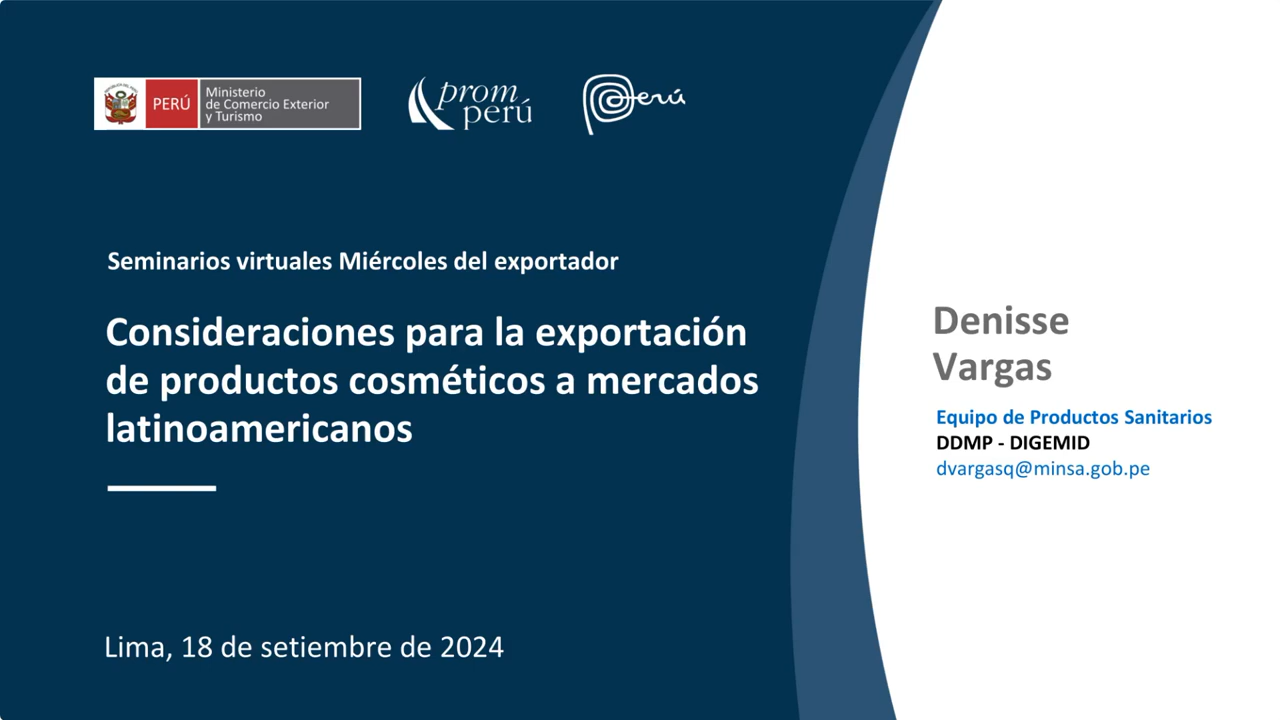 PERÚ
Ministerio
de Comercio Exterior
y Turismo
prom
perú
Perú
Seminarios virtuales Miércoles del exportador
Consideraciones para la exportación
de productos cosméticos a mercados
latinoamericanos
Lima, 18 de setiembre de 2024
Denisse
Vargas
Equipo de Productos Sanitarios
DDMP - DIGEMID
dvargasq@minsa.gob.pe